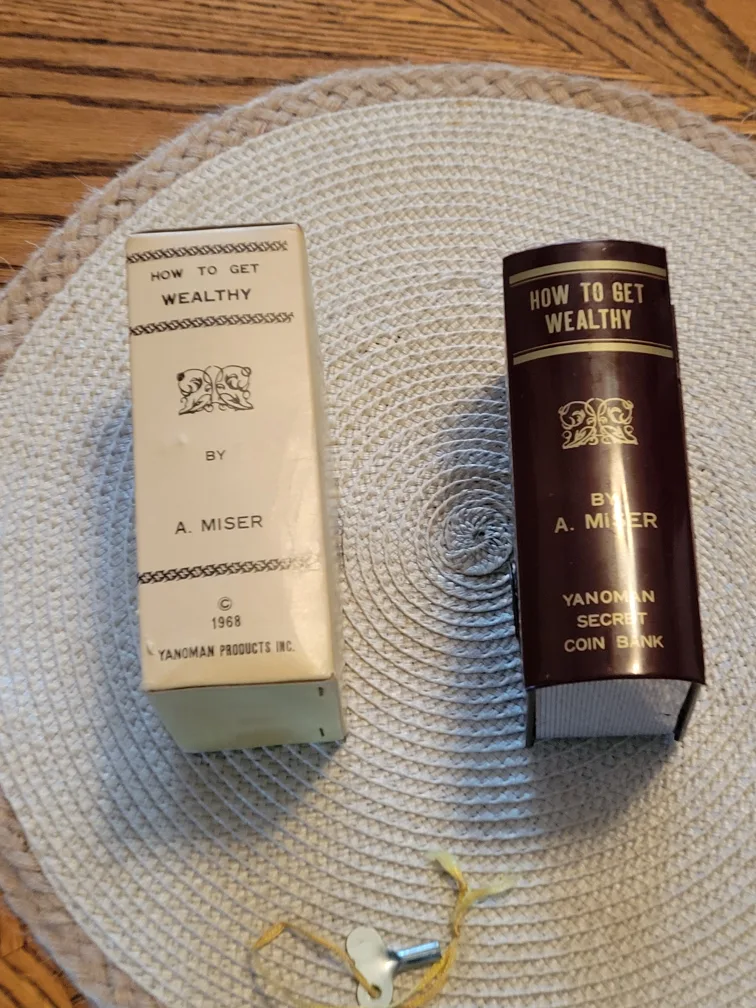 HOW TO GET
WEALTHY
BY
A. MISER
©
1968
YANOMAN PRODUCTS INC.
HOW TO GET
WEALTHY
BY
A. MISER
YANOMAN
SECRET
COIN BANK